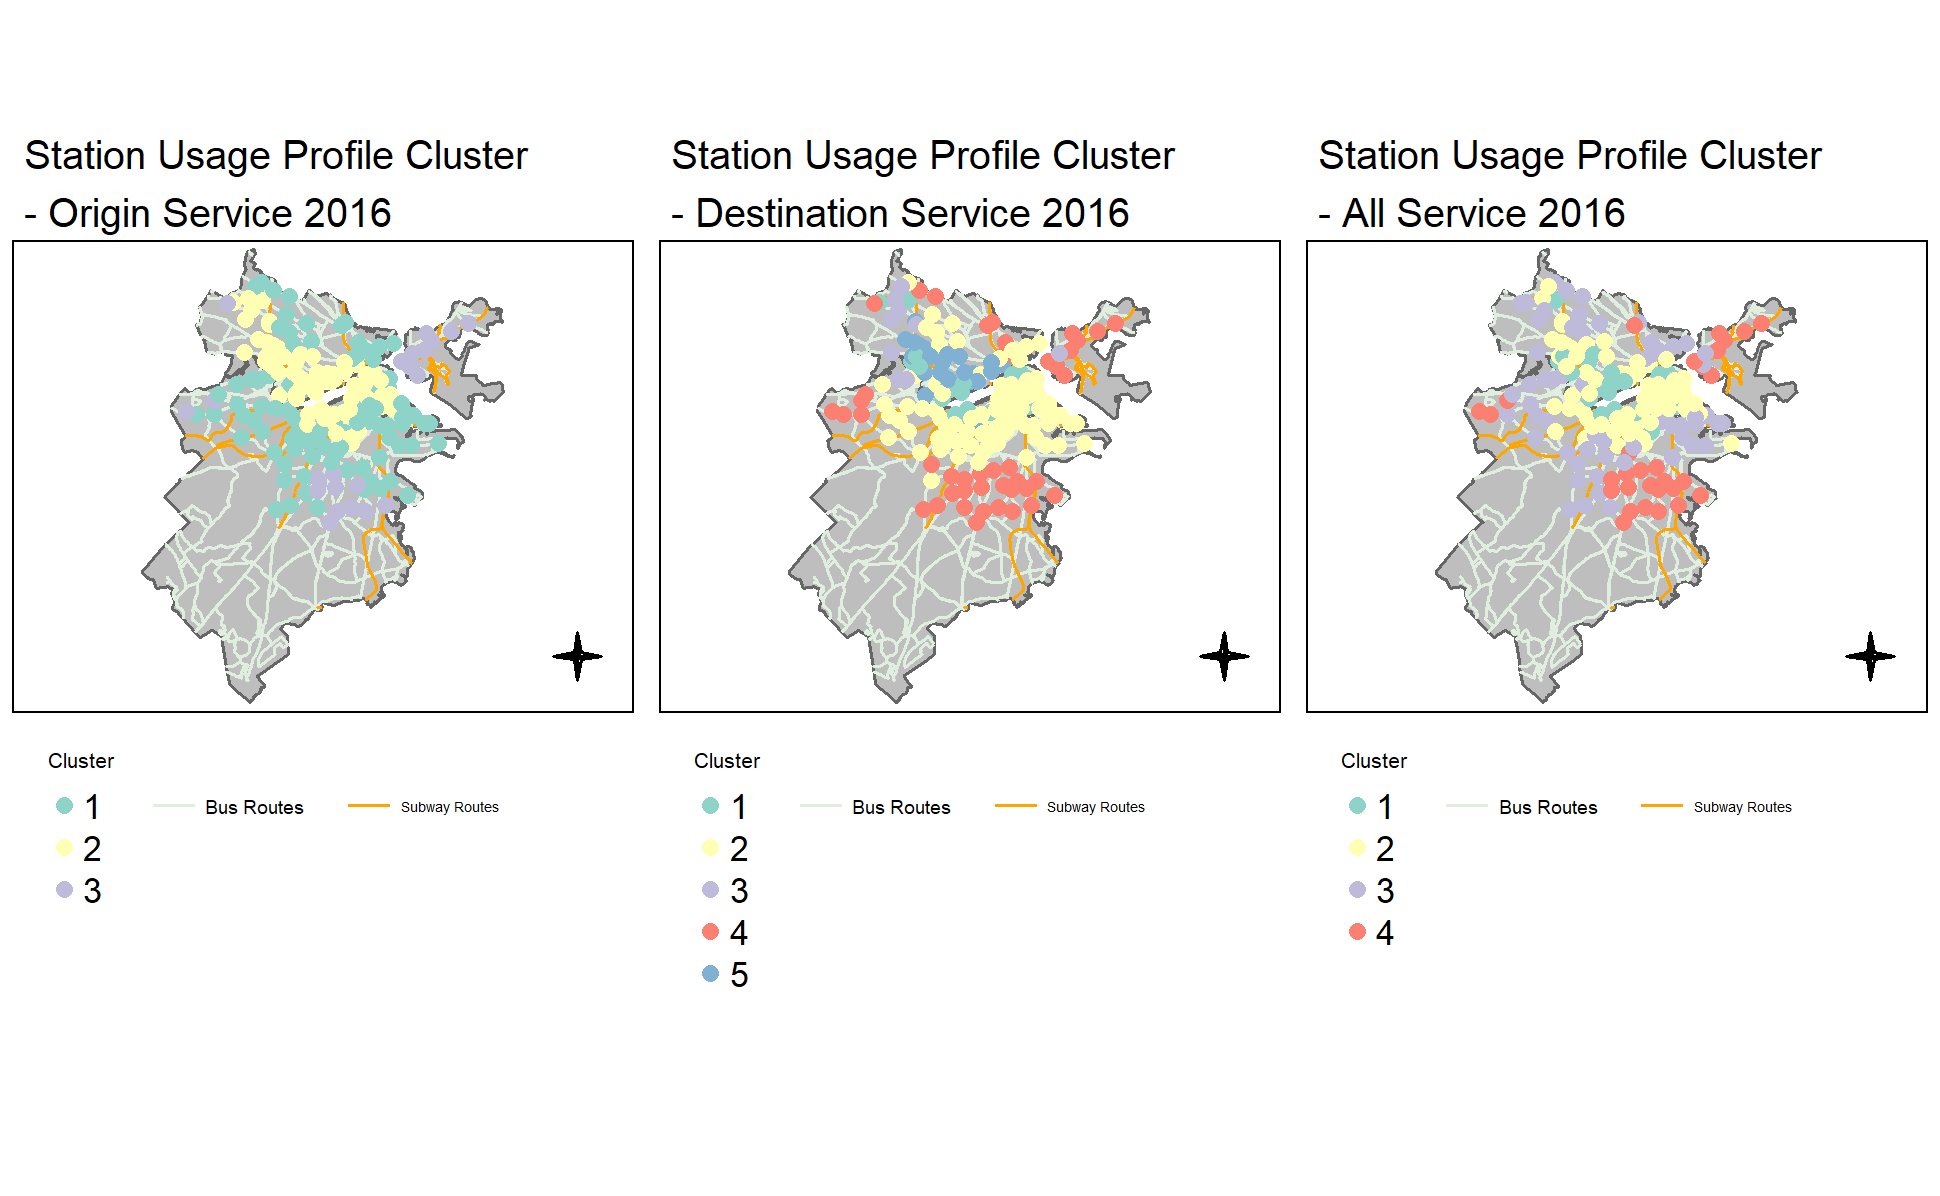 Station Usage Profile Cluster
- Origin Service 2016
Station Usage Profile Cluster
- Destination Service 2016
Station Usage Profile Cluster
- All Service 2016
Cluster
1
2
3
Bus Routes
Subway Routes
Cluster
1
2
3
4
5
Bus Routes
Subway Routes
Cluster
1
2
3
4
Bus Routes
Subway Routes